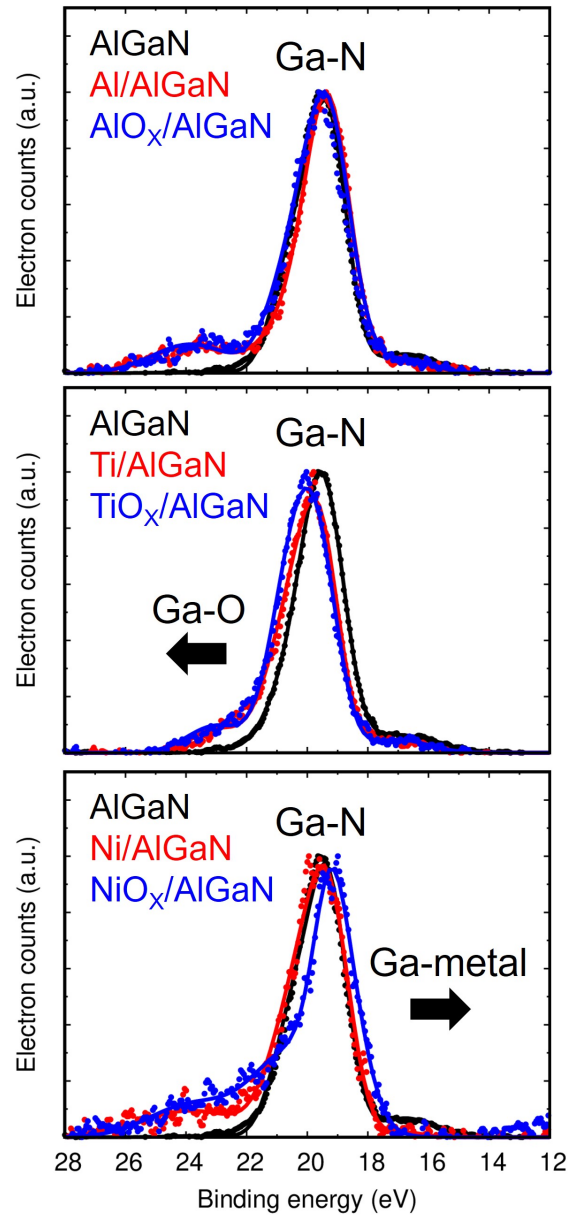 AlGaN
Al/AlGaN
AlOX/AlGaN
Ga-N
Electron counts (a.u.)
AlGaN
Ti/AlGaN
TiOX/AlGaN
Ga-N
Ga-O
Electron counts (a.u.)
AlGaN
Ni/AlGaN
NiOX/AlGaN
Ga-N
Ga-metal
Electron counts (a.u.)
28 26 24 22 20 18 16 14 12
Binding energy (eV)